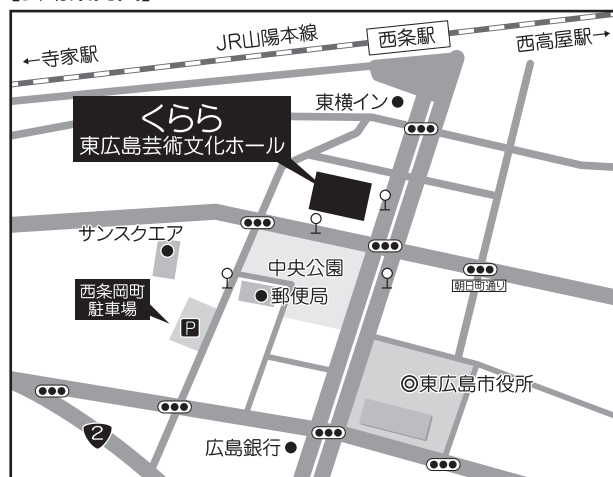 ←寺家駅
JR山陽本線
西条駅
西高屋駅→
東横イン
くらら
東広島芸術文化ホール
サンスクエア
中央公園
郵便局
西条岡町
駐車場
P
朝日町通り
東広島市役所
2
広島銀行